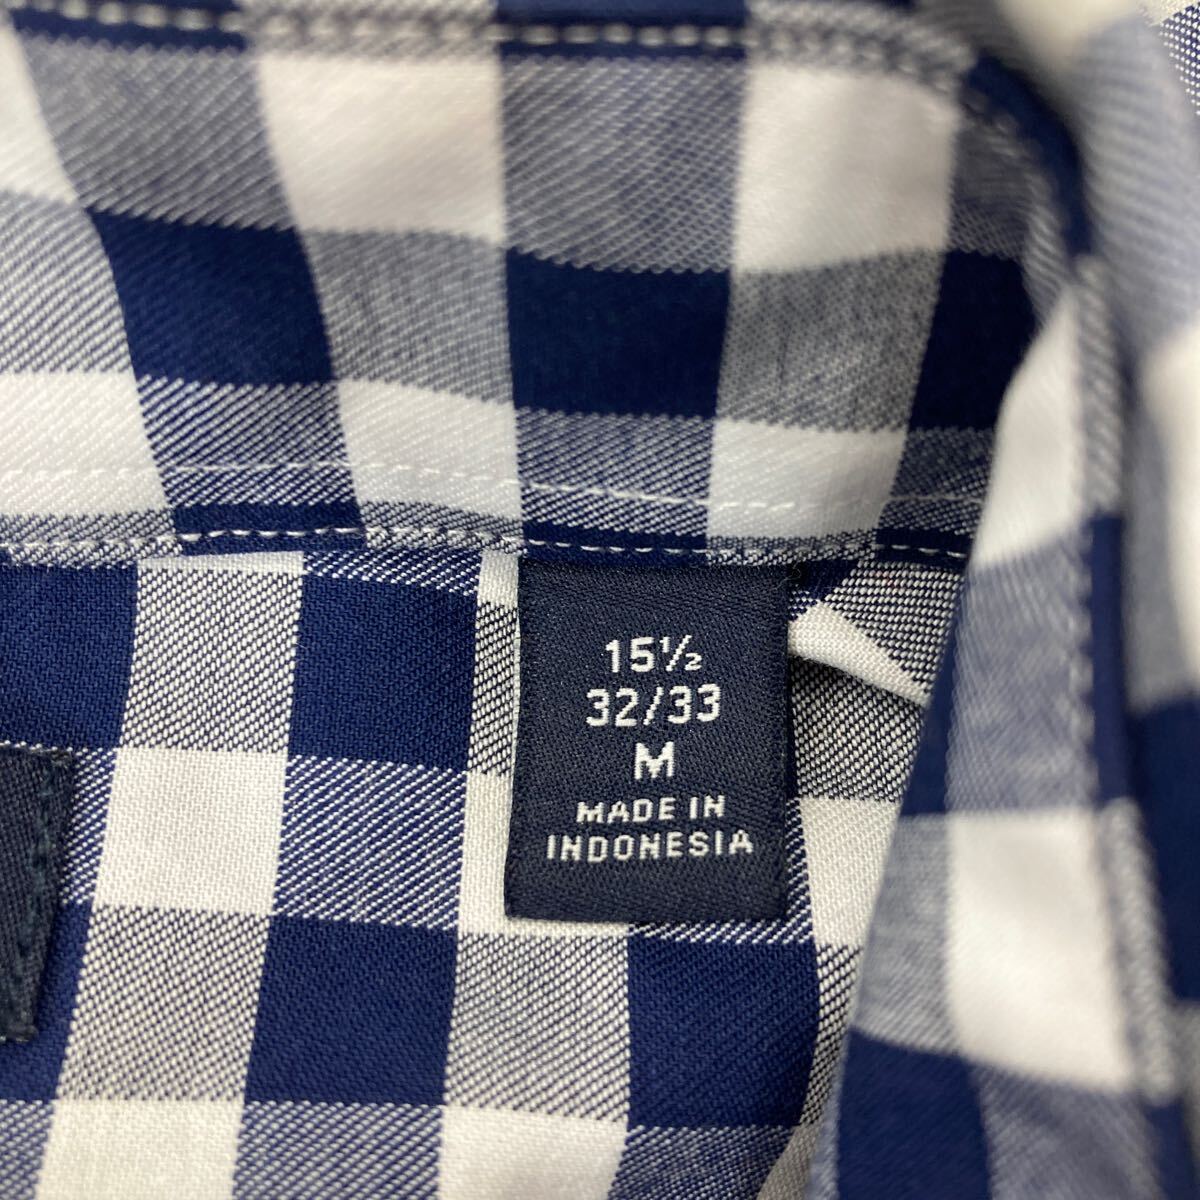 15½
32/33
M
MADE IN
INDONESIA